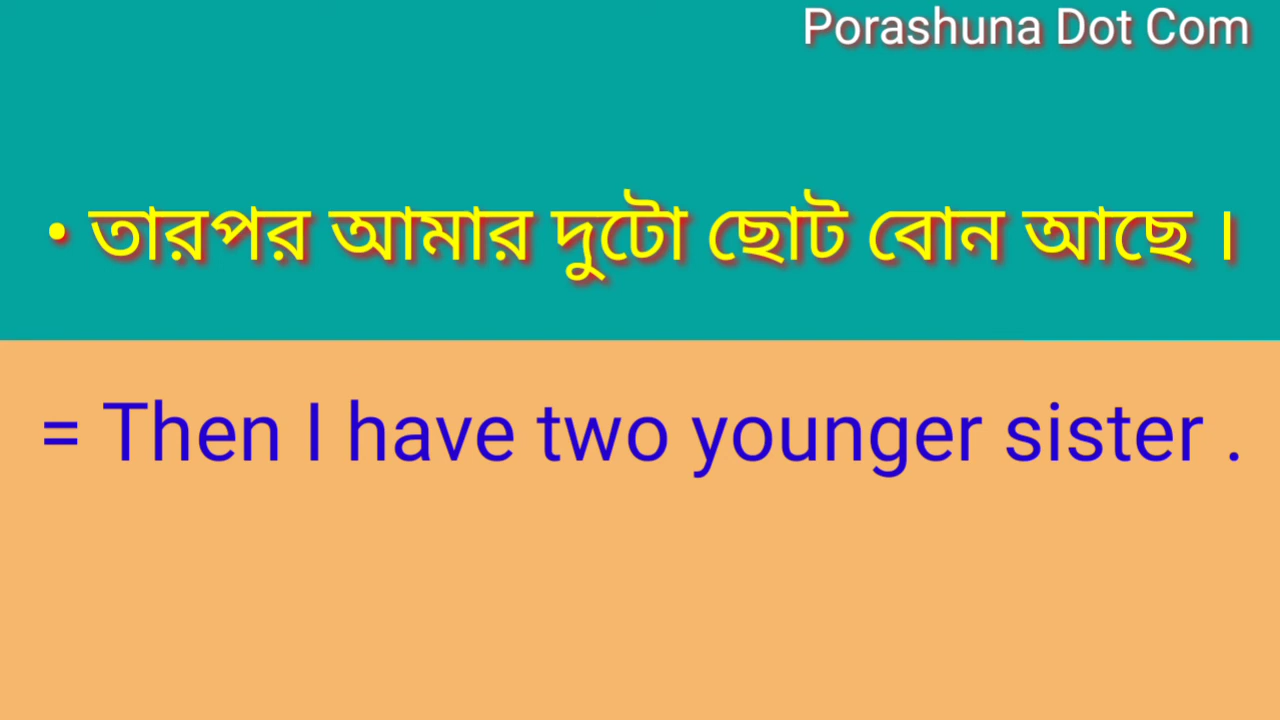 Porashuna Dot Com
• তারপর আমার দুটো ছোট বোন আছে ।
= Then I have two younger sister .